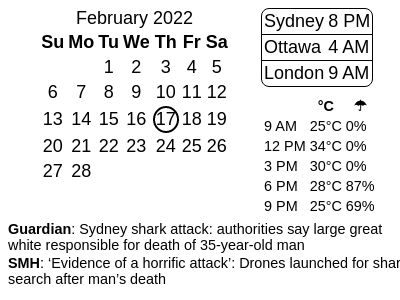 February 2022
Su Mo Tu We Th Fr Sa
1 2 3 4 5
6 7 8 9 10 11 12
13 14 15 16 17 18 19
20 21 22 23 24 25 26
27 28
Sydney 8 PM
Ottawa 4 AM
London 9 AM
°C ☂
9 AM 25°C 0%
12 PM 34°C 0%
3 PM 30°C 0%
6 PM 28°C 87%
9 PM 25°C 69%
Guardian: Sydney shark attack: authorities say large great
white responsible for death of 35-year-old man
SMH: ‘Evidence of a horrific attack’: Drones launched for shar
search after man’s death